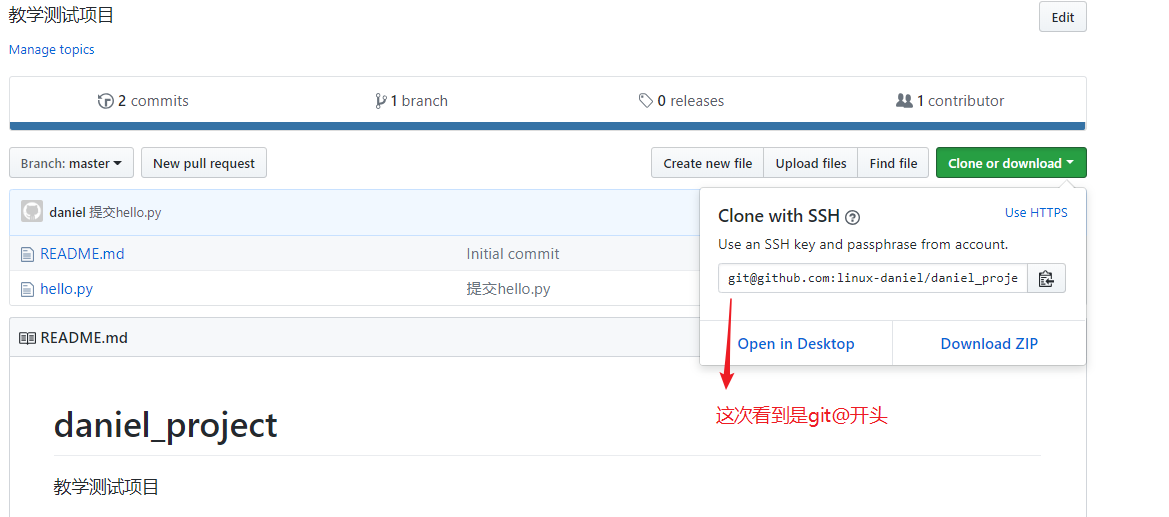 教学测试项目
Edit
Manage topics
2 commits
1 branch
0 releases
1 contributor
Branch: master
New pull request
Create new file
Upload files
Find file
Clone or download
daniel 提交hello.py
Clone with SSH
Use HTTPS
Use an SSH key and passphrase from account.
README.md
Initial commit
git@github.com:linux-daniel/daniel_proje
hello.py
提交hello.py
README.md
Open in Desktop
Download ZIP
这次看到是git@开头
daniel_project
教学测试项目